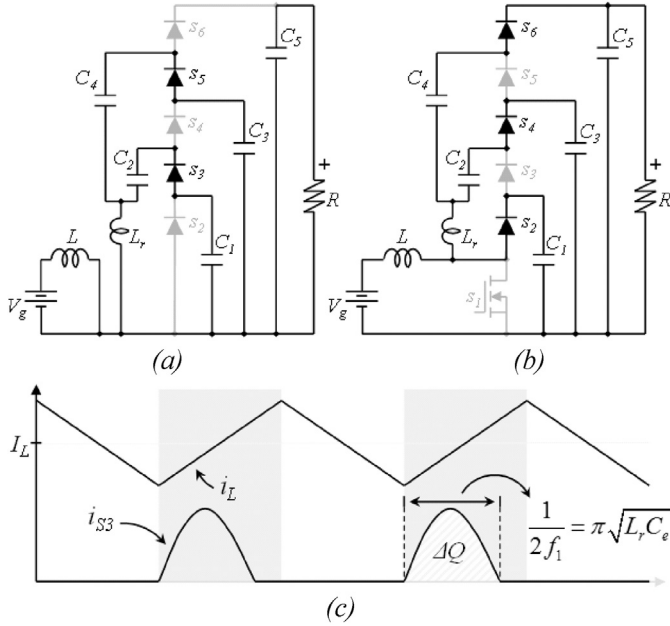 s6
C5
s5
C4
s4
C3
C2
s3
+
R
Lr
s2
L
C1
Vg
(a)
s6
C5
s5
C4
s4
C3
C2
s3
+
R
Lr
s2
L
C1
s1
Vg
(b)
IL
iL
iS3
ΔQ
1/(2f1) = π√(LrCe)
(c)